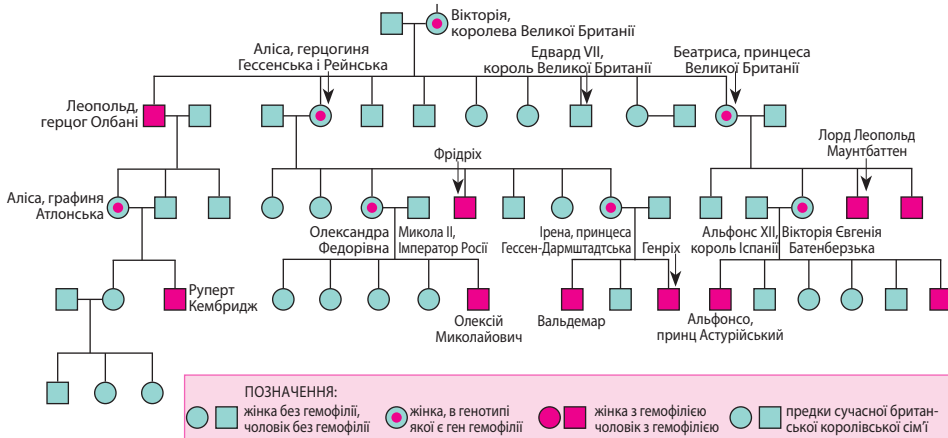 Вікторія,
королева Великої Британії
Аліса, герцогиня
Гессенська і Рейнська
Едвард VII,
король Великої Британії
Беатриса, принцеса
Великої Британії
Леопольд,
герцог Олбані
Фрідріх
Лорд Леопольд
Маунтбаттен
Аліса, графиня
Атлонська
Олександра
Федорівна
Микола II,
Імператор Росії
Ірена, принцеса
Гессен-Дармштадтська
Генріх
Альфонс XII,
король Іспанії
Вікторія Євгенія
Батенберзька
Руперт
Кембридж
Олексій
Миколайович
Вальдемар
Альфонсо,
принц Астурійський
ПОЗНАЧЕННЯ:
жінка без гемофілії,
чоловік без гемофілії
жінка, в генотипі
якої є ген гемофілії
жінка з гемофілією
чоловік з гемофілією
предки сучасної британ-
ської королівської сім’ї